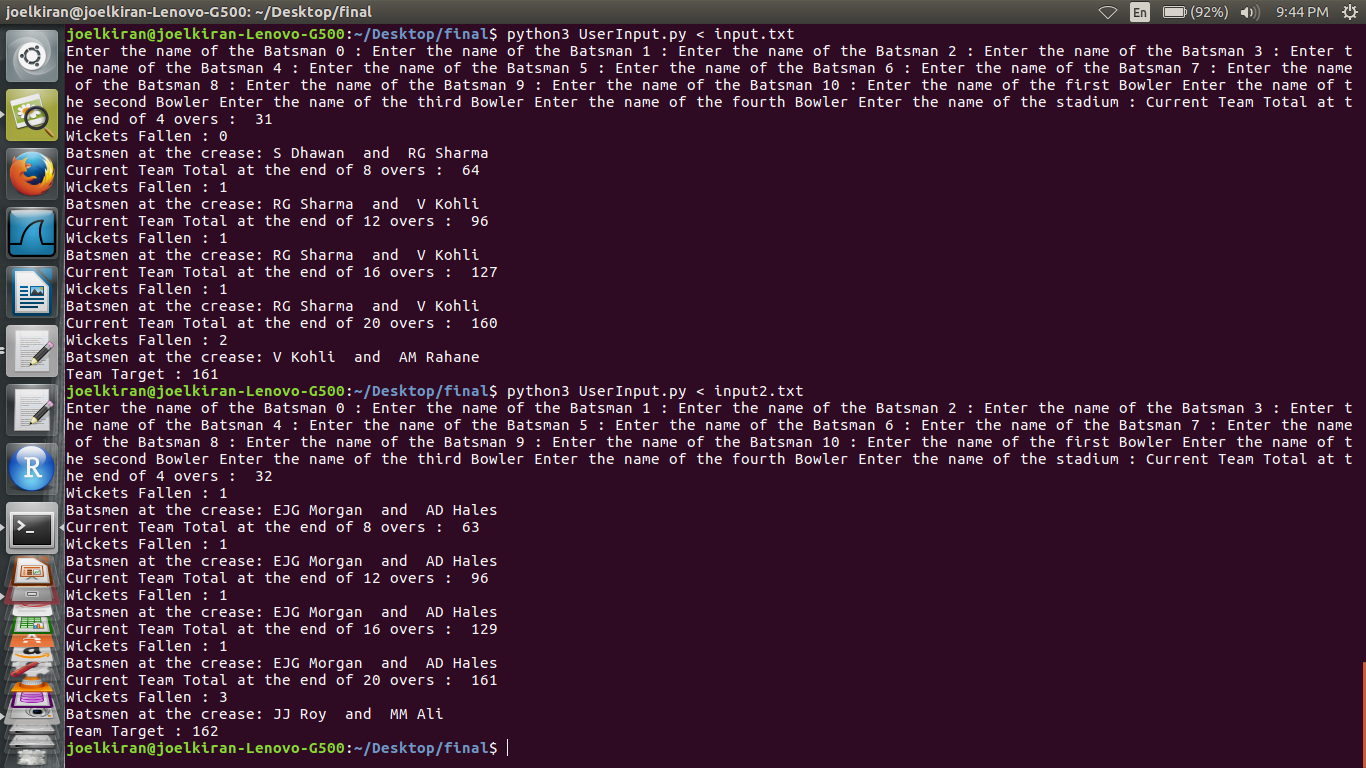 joelkiran@joelkiran-Lenovo-G500: ~/Desktop/final
En
(92%)
9:44 PM
joelkiran@joelkiran-Lenovo-G500:~/Desktop/final$ python3 UserInput.py < input.txt
Enter the name of the Batsman 0 : Enter the name of the Batsman 1 : Enter the name of the Batsman 2 : Enter the name of the Batsman 3 : Enter t
he name of the Batsman 4 : Enter the name of the Batsman 5 : Enter the name of the Batsman 6 : Enter the name of the Batsman 7 : Enter the name
 of the Batsman 8 : Enter the name of the Batsman 9 : Enter the name of the Batsman 10 : Enter the name of the first Bowler Enter the name of t
he second Bowler Enter the name of the third Bowler Enter the name of the fourth Bowler Enter the name of the stadium : Current Team Total at t
he end of 4 overs :  31
Wickets Fallen : 0
Batsmen at the crease: S Dhawan  and  RG Sharma
Current Team Total at the end of 8 overs :  64
Wickets Fallen : 1
Batsmen at the crease: RG Sharma  and  V Kohli
Current Team Total at the end of 12 overs :  96
Wickets Fallen : 1
Batsmen at the crease: RG Sharma  and  V Kohli
Current Team Total at the end of 16 overs :  127
Wickets Fallen : 1
Batsmen at the crease: RG Sharma  and  V Kohli
Current Team Total at the end of 20 overs :  160
Wickets Fallen : 2
Batsmen at the crease: V Kohli  and  AM Rahane
Team Target : 161
joelkiran@joelkiran-Lenovo-G500:~/Desktop/final$ python3 UserInput.py < input2.txt
Enter the name of the Batsman 0 : Enter the name of the Batsman 1 : Enter the name of the Batsman 2 : Enter the name of the Batsman 3 : Enter t
he name of the Batsman 4 : Enter the name of the Batsman 5 : Enter the name of the Batsman 6 : Enter the name of the Batsman 7 : Enter the name
 of the Batsman 8 : Enter the name of the Batsman 9 : Enter the name of the Batsman 10 : Enter the name of the first Bowler Enter the name of t
he second Bowler Enter the name of the third Bowler Enter the name of the fourth Bowler Enter the name of the stadium : Current Team Total at t
he end of 4 overs :  32
Wickets Fallen : 1
Batsmen at the crease: EJG Morgan  and  AD Hales
Current Team Total at the end of 8 overs :  63
Wickets Fallen : 1
Batsmen at the crease: EJG Morgan  and  AD Hales
Current Team Total at the end of 12 overs :  96
Wickets Fallen : 1
Batsmen at the crease: EJG Morgan  and  AD Hales
Current Team Total at the end of 16 overs :  129
Wickets Fallen : 1
Batsmen at the crease: EJG Morgan  and  AD Hales
Current Team Total at the end of 20 overs :  161
Wickets Fallen : 3
Batsmen at the crease: JJ Roy  and  MM Ali
Team Target : 162
joelkiran@joelkiran-Lenovo-G500:~/Desktop/final$
R
>_
a